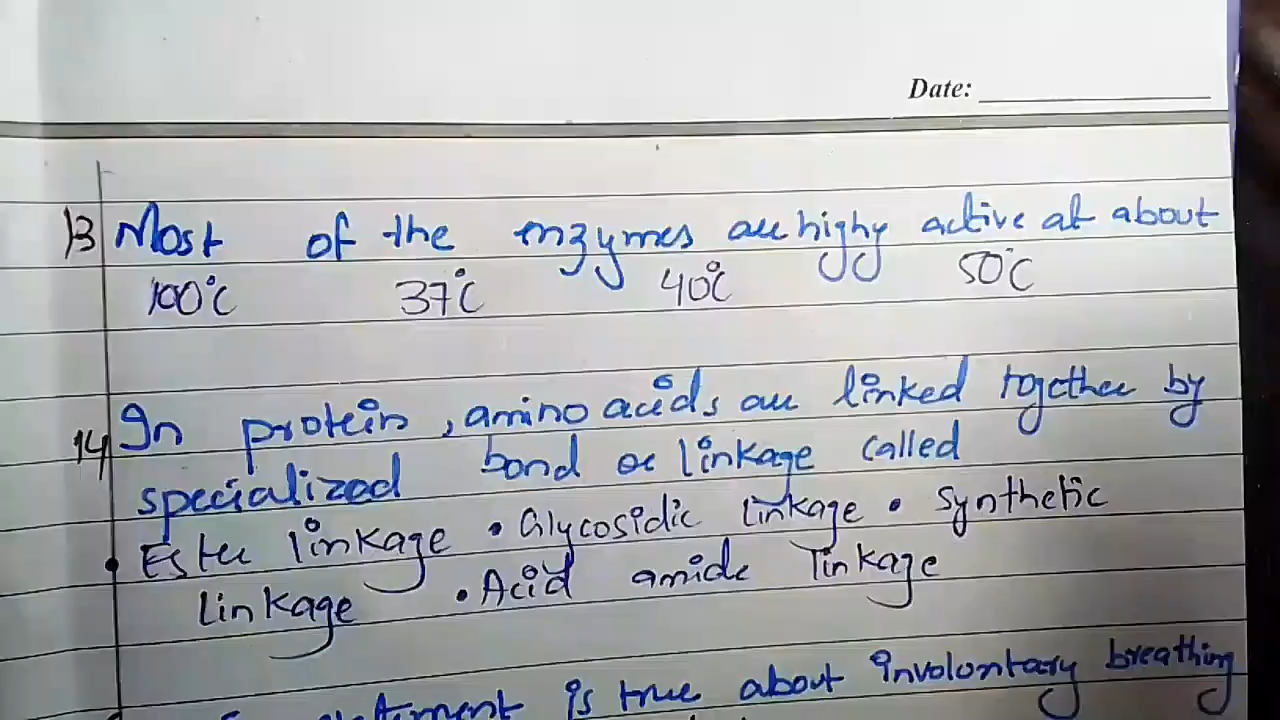 Date:
13 Most of the enzymes are highy active at about
100°C 37°C 40°C 50°C
14 In protein, amino acids are linked together by
specialized bond or linkage called
• Ester linkage • Glycosidic linkage • Synthetic
linkage • Acid amide linkage
statement is true about involontary breathing